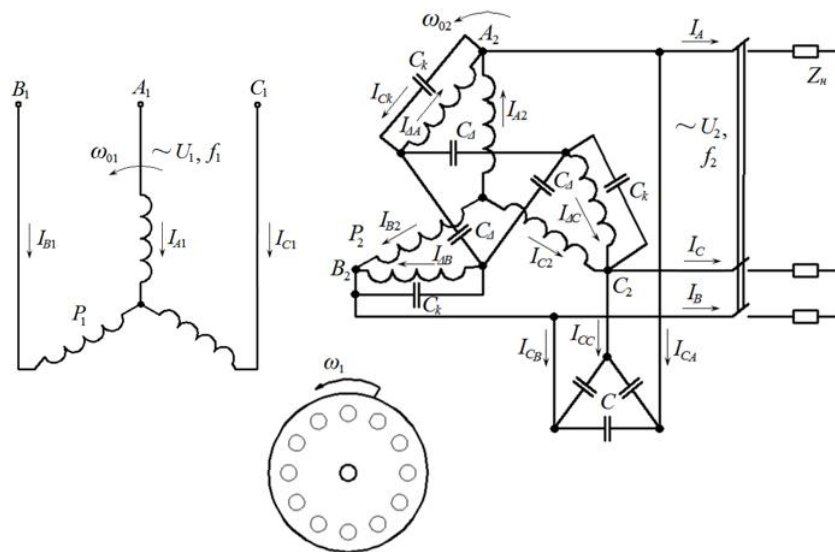 ω02
A2
IA
B1
A1
C1
Ck
Zн
ICk
IΔA
IA2
~U1, f1
CΔ
~U2,
f2
ω01
CΔ
Ck
IB1
IA1
IC1
IB2
CΔ
IΔC
P2
IΔB
IC2
IC
B2
C2
IB
P1
Ck
ICB
ICC
ICA
C
ω1